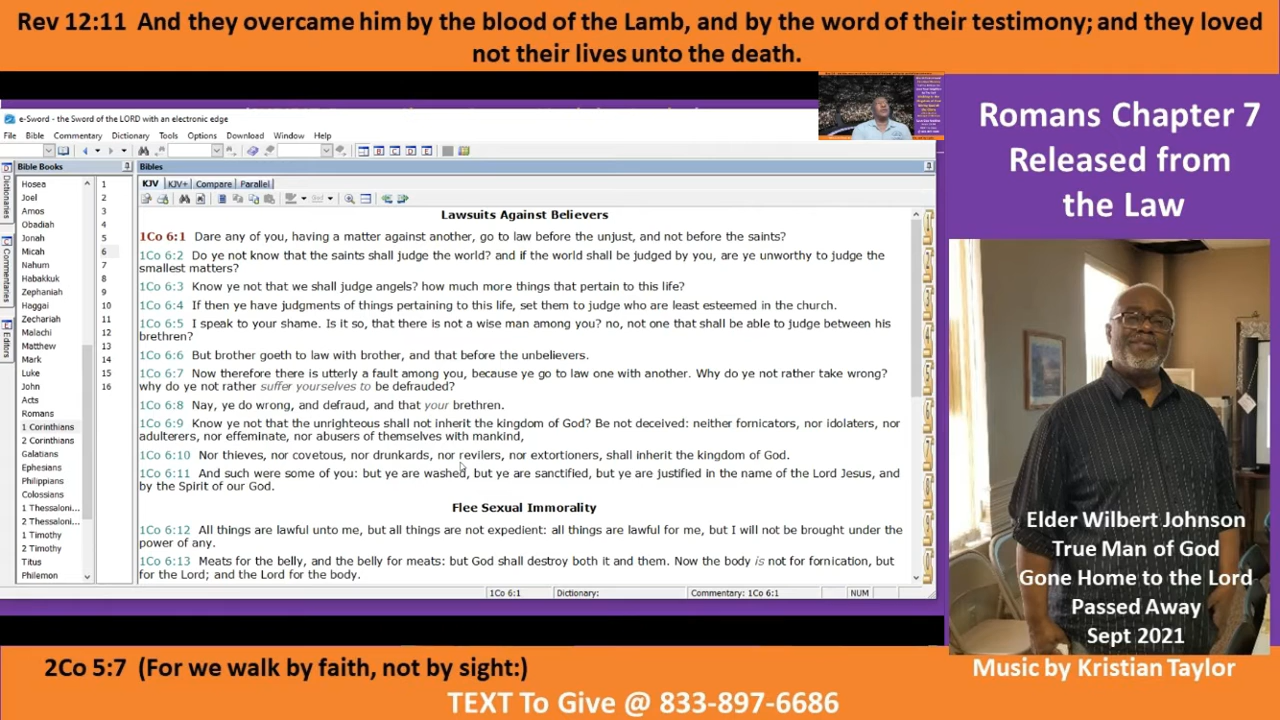 Rev 12:11 And they overcame him by the blood of the Lamb, and by the word of their testimony; and they loved
not their lives unto the death.
e-Sword - the Sword of the LORD with an electronic edge
File Bible Commentary Dictionary Tools Options Download Window Help
Bible Books
Bibles
Dictionaries
Commentaries
Editors
Hosea
Joel
Amos
Obadiah
Jonah
Micah
Nahum
Habakkuk
Zephaniah
Haggai
Zechariah
Malachi
Matthew
Mark
Luke
John
Acts
Romans
1 Corinthians
2 Corinthians
Galatians
Ephesians
Philippians
Colossians
1 Thessaloni...
2 Thessaloni...
1 Timothy
2 Timothy
Titus
Philemon
1
2
3
4
5
6
7
8
9
10
11
12
13
14
15
16
KJV KJV+ Compare Parallel
Lawsuits Against Believers
1Co 6:1 Dare any of you, having a matter against another, go to law before the unjust, and not before the saints?
1Co 6:2 Do ye not know that the saints shall judge the world? and if the world shall be judged by you, are ye unworthy to judge the
smallest matters?
1Co 6:3 Know ye not that we shall judge angels? how much more things that pertain to this life?
1Co 6:4 If then ye have judgments of things pertaining to this life, set them to judge who are least esteemed in the church.
1Co 6:5 I speak to your shame. Is it so, that there is not a wise man among you? no, not one that shall be able to judge between his
brethren?
1Co 6:6 But brother goeth to law with brother, and that before the unbelievers.
1Co 6:7 Now therefore there is utterly a fault among you, because ye go to law one with another. Why do ye not rather take wrong?
why do ye not rather suffer yourselves to be defrauded?
1Co 6:8 Nay, ye do wrong, and defraud, and that your brethren.
1Co 6:9 Know ye not that the unrighteous shall not inherit the kingdom of God? Be not deceived: neither fornicators, nor idolaters, nor
adulterers, nor effeminate, nor abusers of themselves with mankind,
1Co 6:10 Nor thieves, nor covetous, nor drunkards, nor revilers, nor extortioners, shall inherit the kingdom of God.
1Co 6:11 And such were some of you: but ye are washed, but ye are sanctified, but ye are justified in the name of the Lord Jesus, and
by the Spirit of our God.
Flee Sexual Immorality
1Co 6:12 All things are lawful unto me, but all things are not expedient: all things are lawful for me, but I will not be brought under the
power of any.
1Co 6:13 Meats for the belly, and the belly for meats: but God shall destroy both it and them. Now the body is not for fornication, but
for the Lord; and the Lord for the body.
1Co 6:1 Dictionary: Commentary: 1Co 6:1 NUM
Romans Chapter 7
Released from
the Law
Elder Wilbert Johnson
True Man of God
Gone Home to the Lord
Passed Away
Sept 2021
2Co 5:7 (For we walk by faith, not by sight:)
Music by Kristian Taylor
TEXT To Give @ 833-897-6686